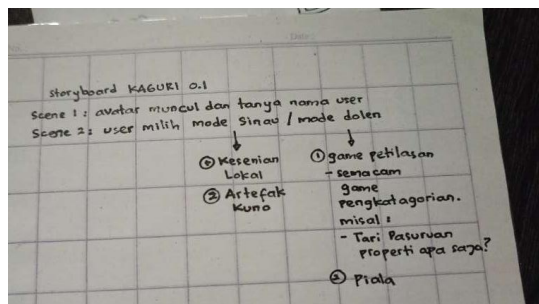 Date:
storyboard KAGURI 0.1
Scene 1 : avatar muncul dan tanya nama user
Scene 2 : user milih mode Sinau / mode dolen
① Kesenian Lokal
② Artefak Kuno
① game petilasan
- semacam game pengkatagorian.
misal :
- Tari Pasuruan properti apa saja?
② Piala